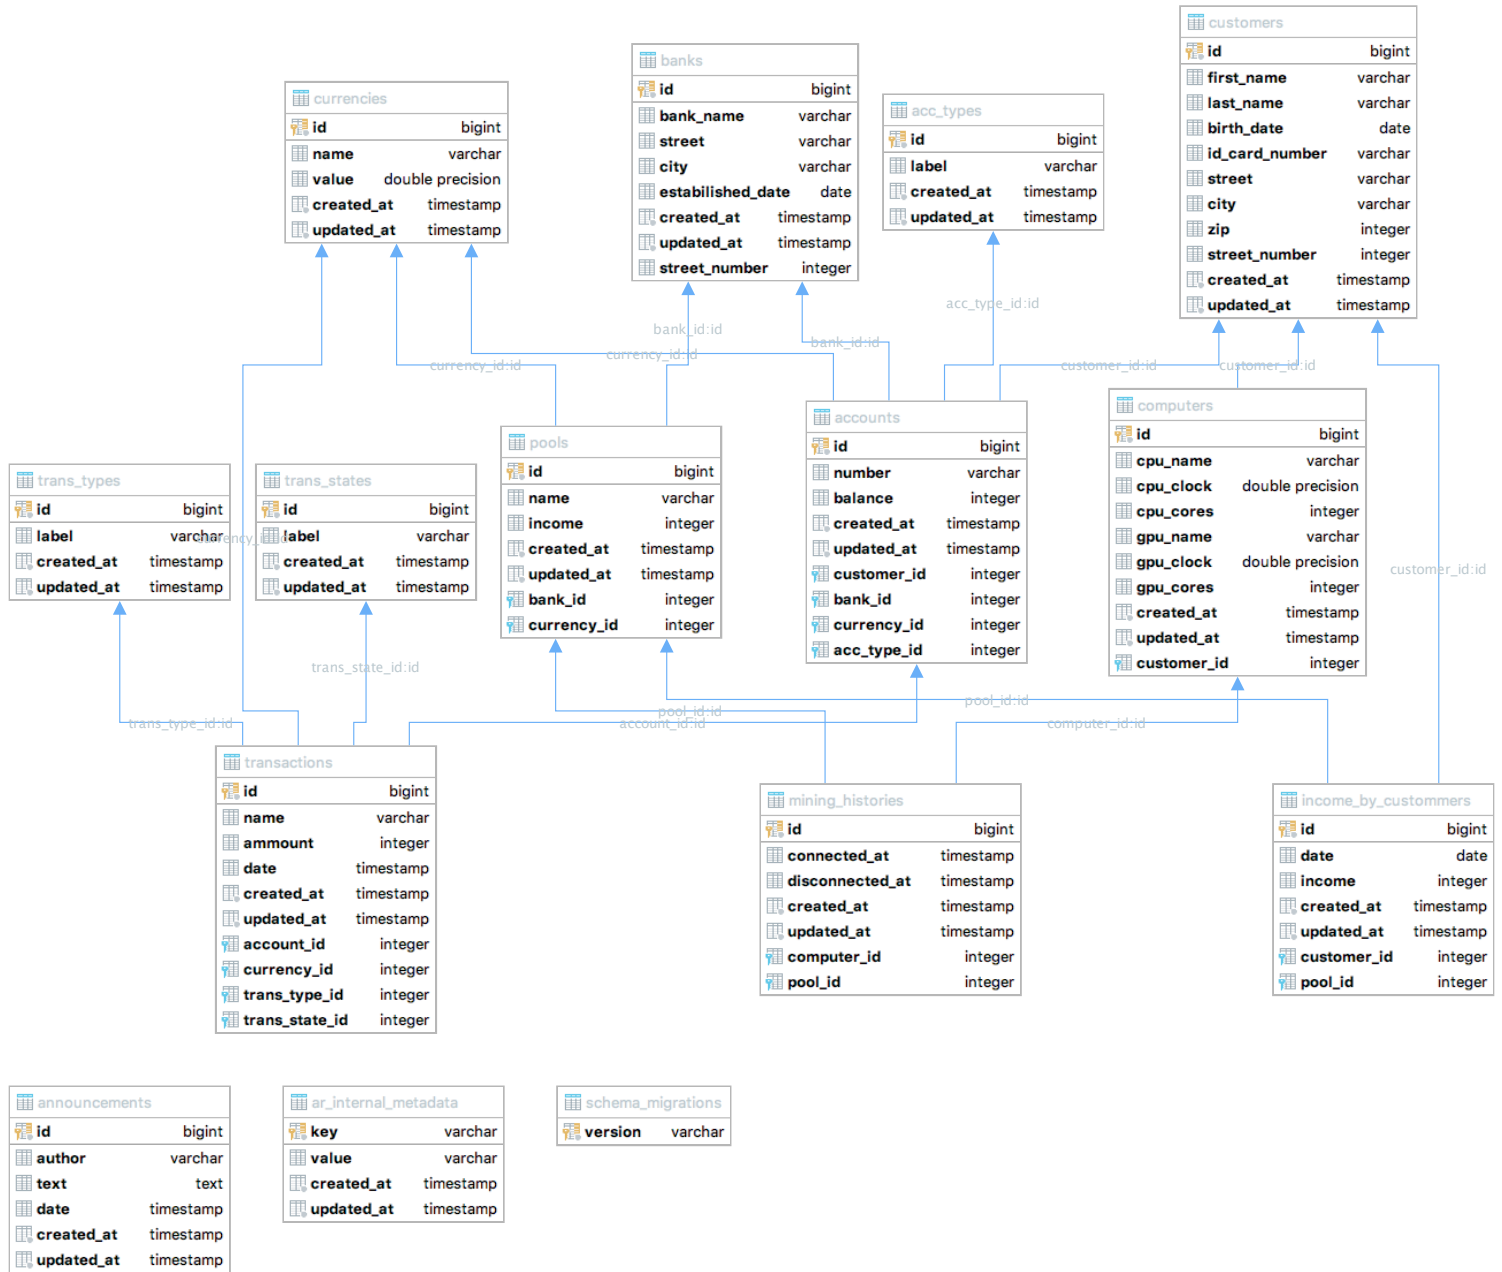 customers
id bigint
first_name varchar
last_name varchar
birth_date date
id_card_number varchar
street varchar
city varchar
zip integer
street_number integer
created_at timestamp
updated_at timestamp
banks
id bigint
bank_name varchar
street varchar
city varchar
estabilished_date date
created_at timestamp
updated_at timestamp
street_number integer
currencies
id bigint
name varchar
value double precision
created_at timestamp
updated_at timestamp
acc_types
id bigint
label varchar
created_at timestamp
updated_at timestamp
acc_type_id:id
bank_id:id
bank_id:id
currency_id:id
currency_id:id
customer_id:id
customer_id:id
computers
id bigint
cpu_name varchar
cpu_clock double precision
cpu_cores integer
gpu_name varchar
gpu_clock double precision
gpu_cores integer
created_at timestamp
updated_at timestamp
customer_id integer
accounts
id bigint
number varchar
balance integer
created_at timestamp
updated_at timestamp
customer_id integer
bank_id integer
currency_id integer
acc_type_id integer
pools
id bigint
name varchar
income integer
created_at timestamp
updated_at timestamp
bank_id integer
currency_id integer
trans_types
id bigint
label varchar
created_at timestamp
updated_at timestamp
currency_id:id
trans_states
id bigint
label varchar
created_at timestamp
updated_at timestamp
customer_id:id
trans_state_id:id
trans_type_id:id
pool_id:id
account_id:id
pool_id:id
computer_id:id
transactions
id bigint
name varchar
ammount integer
date timestamp
created_at timestamp
updated_at timestamp
account_id integer
currency_id integer
trans_type_id integer
trans_state_id integer
mining_histories
id bigint
connected_at timestamp
disconnected_at timestamp
created_at timestamp
updated_at timestamp
computer_id integer
pool_id integer
income_by_custommers
id bigint
date date
income integer
created_at timestamp
updated_at timestamp
customer_id integer
pool_id integer
announcements
id bigint
author varchar
text text
date timestamp
created_at timestamp
updated_at timestamp
ar_internal_metadata
key varchar
value varchar
created_at timestamp
updated_at timestamp
schema_migrations
version varchar